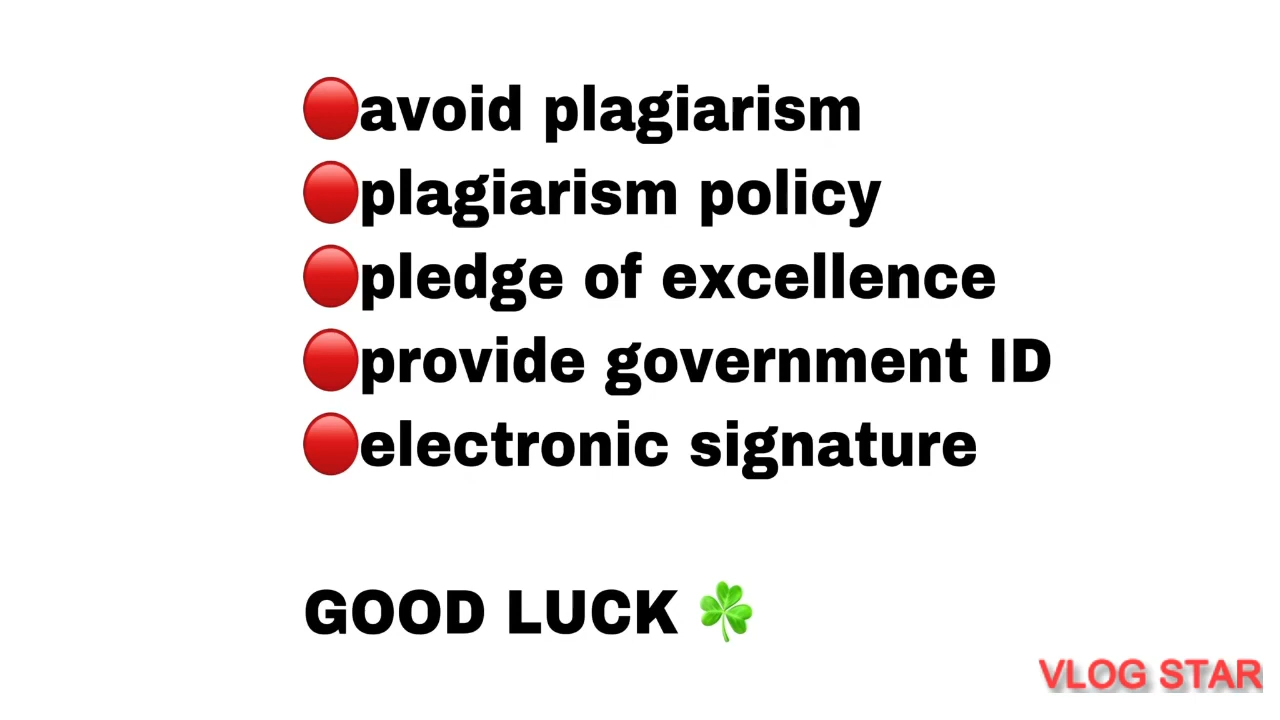 🔴avoid plagiarism
🔴plagiarism policy
🔴pledge of excellence
🔴provide government ID
🔴electronic signature
GOOD LUCK ☘️
VLOG STAR